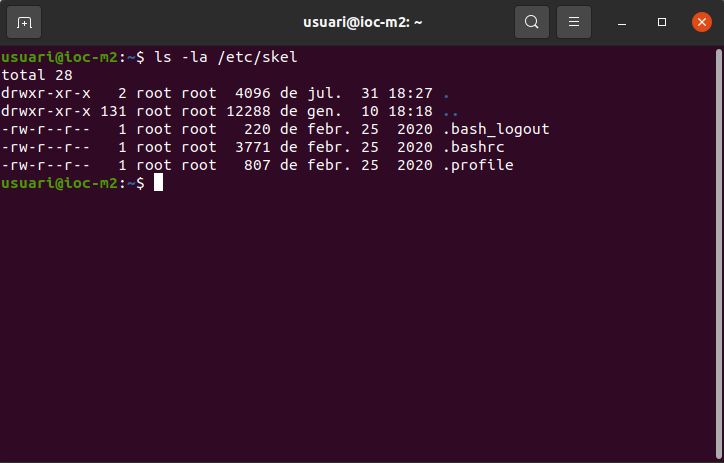 usuari@ioc-m2: ~
usuari@ioc-m2:~$ ls -la /etc/skel
total 28
drwxr-xr-x   2 root root  4096 de jul.  31 18:27 .
drwxr-xr-x 131 root root 12288 de gen.  10 18:18 ..
-rw-r--r--   1 root root   220 de febr. 25  2020 .bash_logout
-rw-r--r--   1 root root  3771 de febr. 25  2020 .bashrc
-rw-r--r--   1 root root   807 de febr. 25  2020 .profile
usuari@ioc-m2:~$